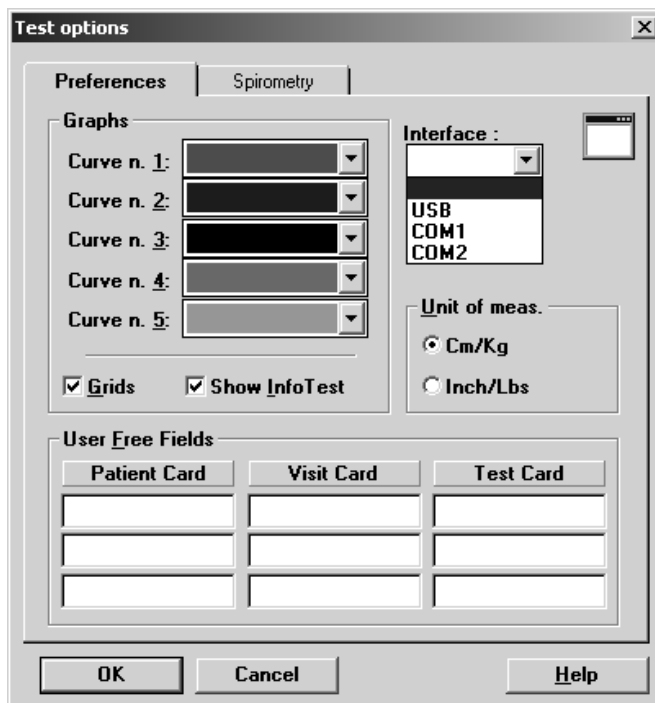 Test options
Preferences
Spirometry
Graphs
Curve n. 1:
Curve n. 2:
Curve n. 3:
Curve n. 4:
Curve n. 5:
Grids
Show InfoTest
Interface :
USB
COM1
COM2
Unit of meas.
Cm/Kg
Inch/Lbs
User Free Fields
Patient Card
Visit Card
Test Card
OK
Cancel
Help